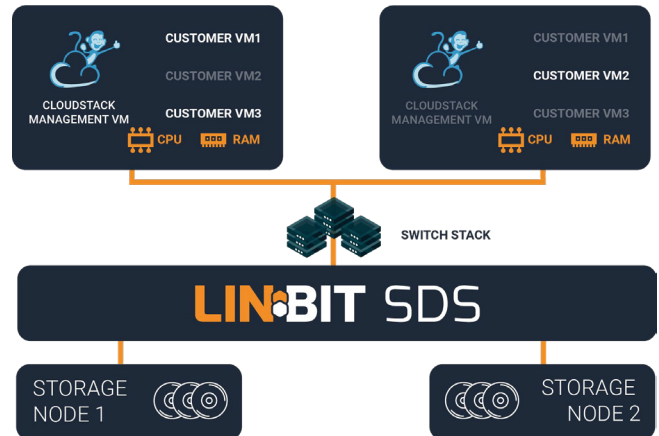 CUSTOMER VM1
CUSTOMER VM2
CUSTOMER VM3
CLOUDSTACK
MANAGEMENT VM
CPU
RAM
CUSTOMER VM1
CUSTOMER VM2
CUSTOMER VM3
CLOUDSTACK
MANAGEMENT VM
CPU
RAM
SWITCH STACK
LINBIT SDS
STORAGE
NODE 1
STORAGE
NODE 2